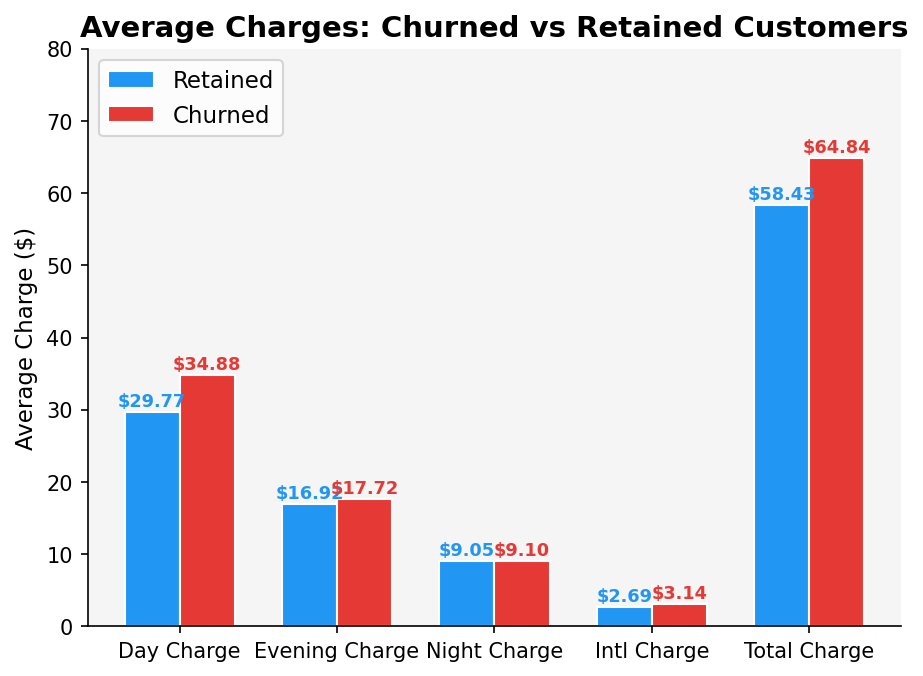 Average Charges: Churned vs Retained Customers
Retained
Churned
Average Charge ($)
80
70
60
50
40
30
20
10
0
$29.77
$34.88
$16.92
$17.72
$9.05
$9.10
$2.69
$3.14
$58.43
$64.84
Day Charge
Evening Charge
Night Charge
Intl Charge
Total Charge